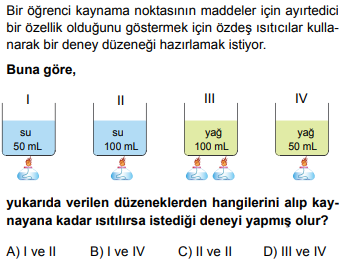 Bir öğrenci kaynama noktasının maddeler için ayırtedici
bir özellik olduğunu göstermek için özdeş ısıtıcılar kulla-
narak bir deney düzeneği hazırlamak istiyor.
Buna göre,
I II III IV
su su yağ yağ
50 mL 100 mL 100 mL 50 mL
yukarıda verilen düzeneklerden hangilerini alıp kay-
nayana kadar ısıtılırsa istediği deneyi yapmış olur?
A) I ve II B) I ve IV C) II ve II D) III ve IV